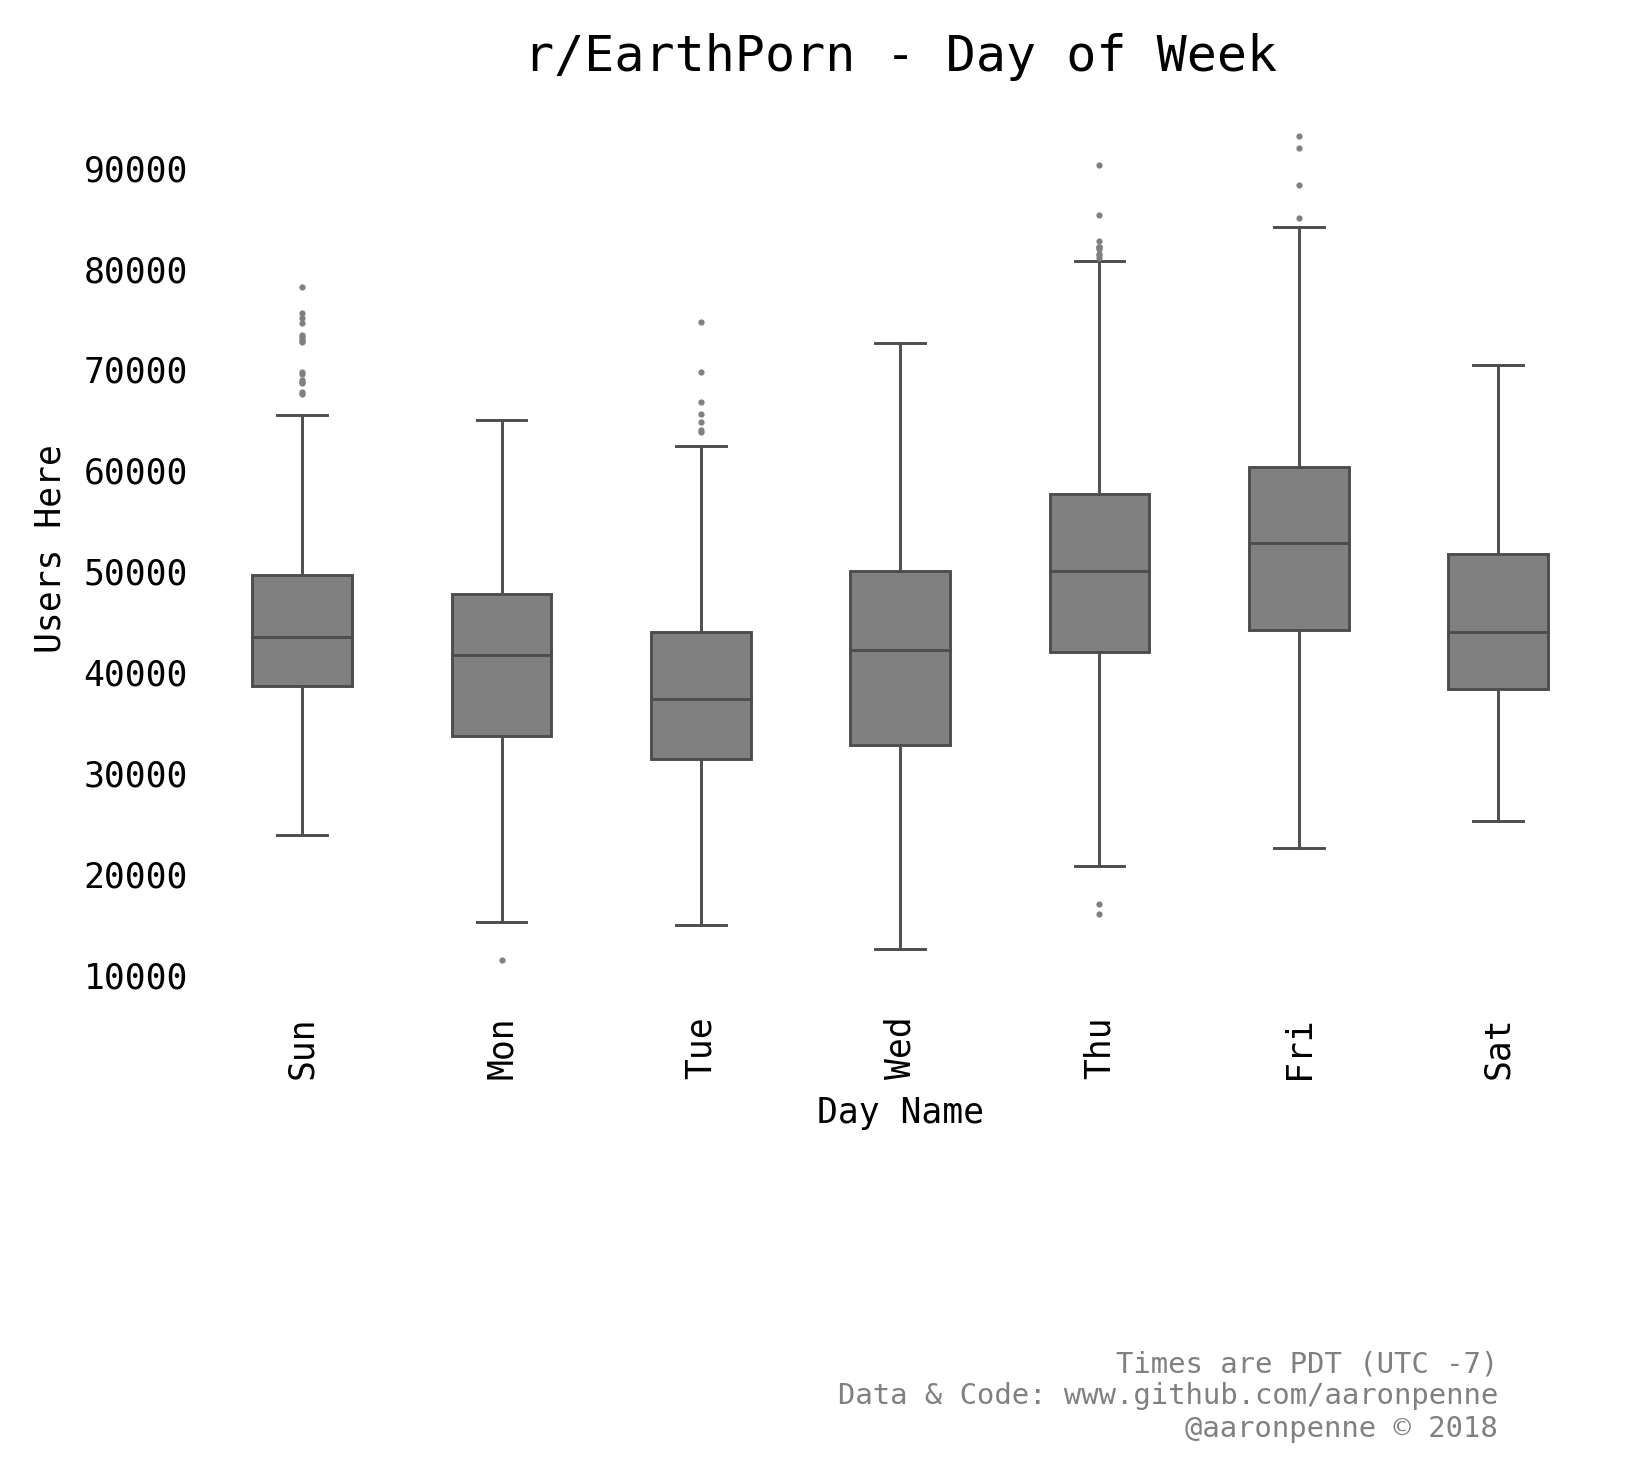 r/EarthPorn - Day of Week
90000
80000
70000
60000
50000
40000
30000
20000
10000
Users Here
Sun
Mon
Tue
Wed
Thu
Fri
Sat
Day Name
Times are PDT (UTC -7)
Data & Code: www.github.com/aaronpenne
@aaronpenne © 2018